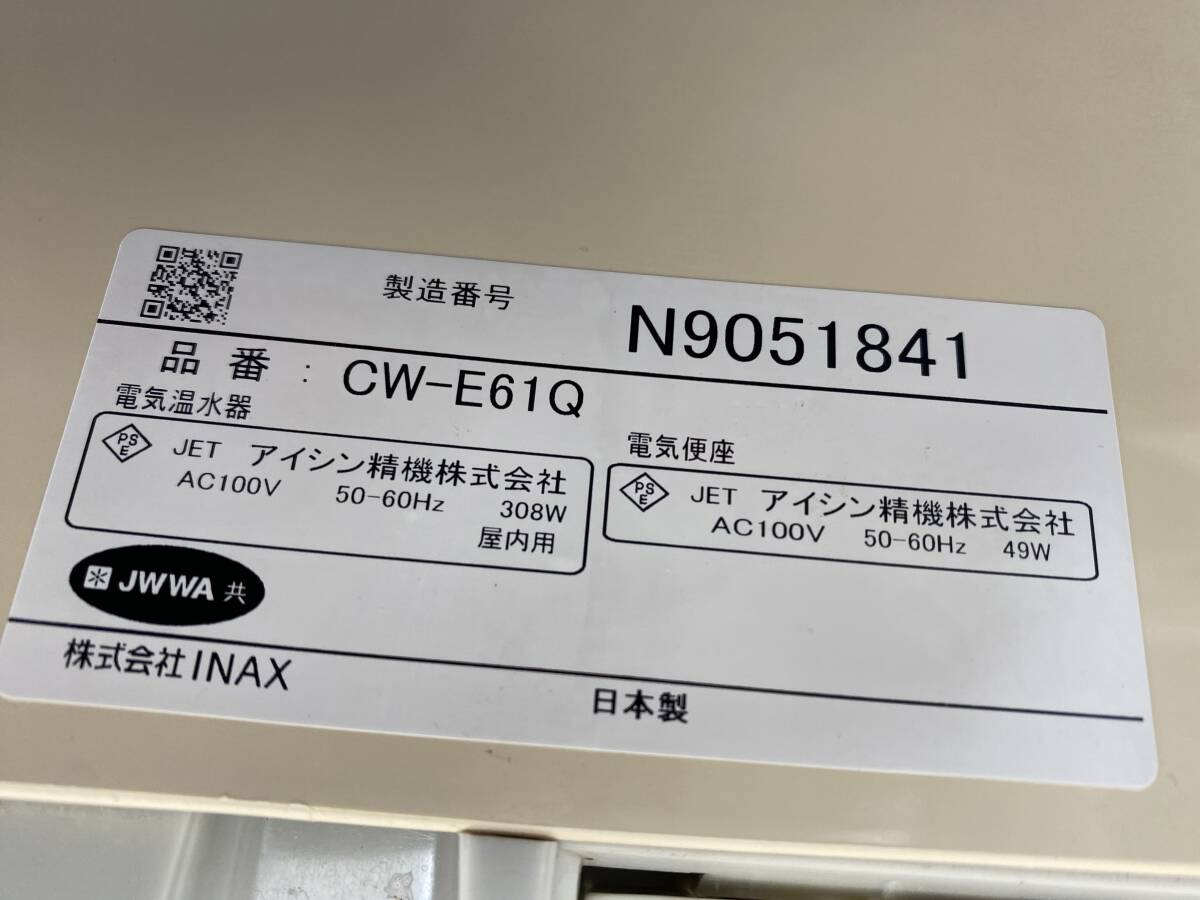 製造番号 N9051841
品番 : CW-E61Q
電気温水器
PSE JET アイシン精機株式会社
AC100V 50-60Hz 308W
屋内用
電気便座
PSE JET アイシン精機株式会社
AC100V 50-60Hz 49W
JWWA 共
株式会社INAX
日本製